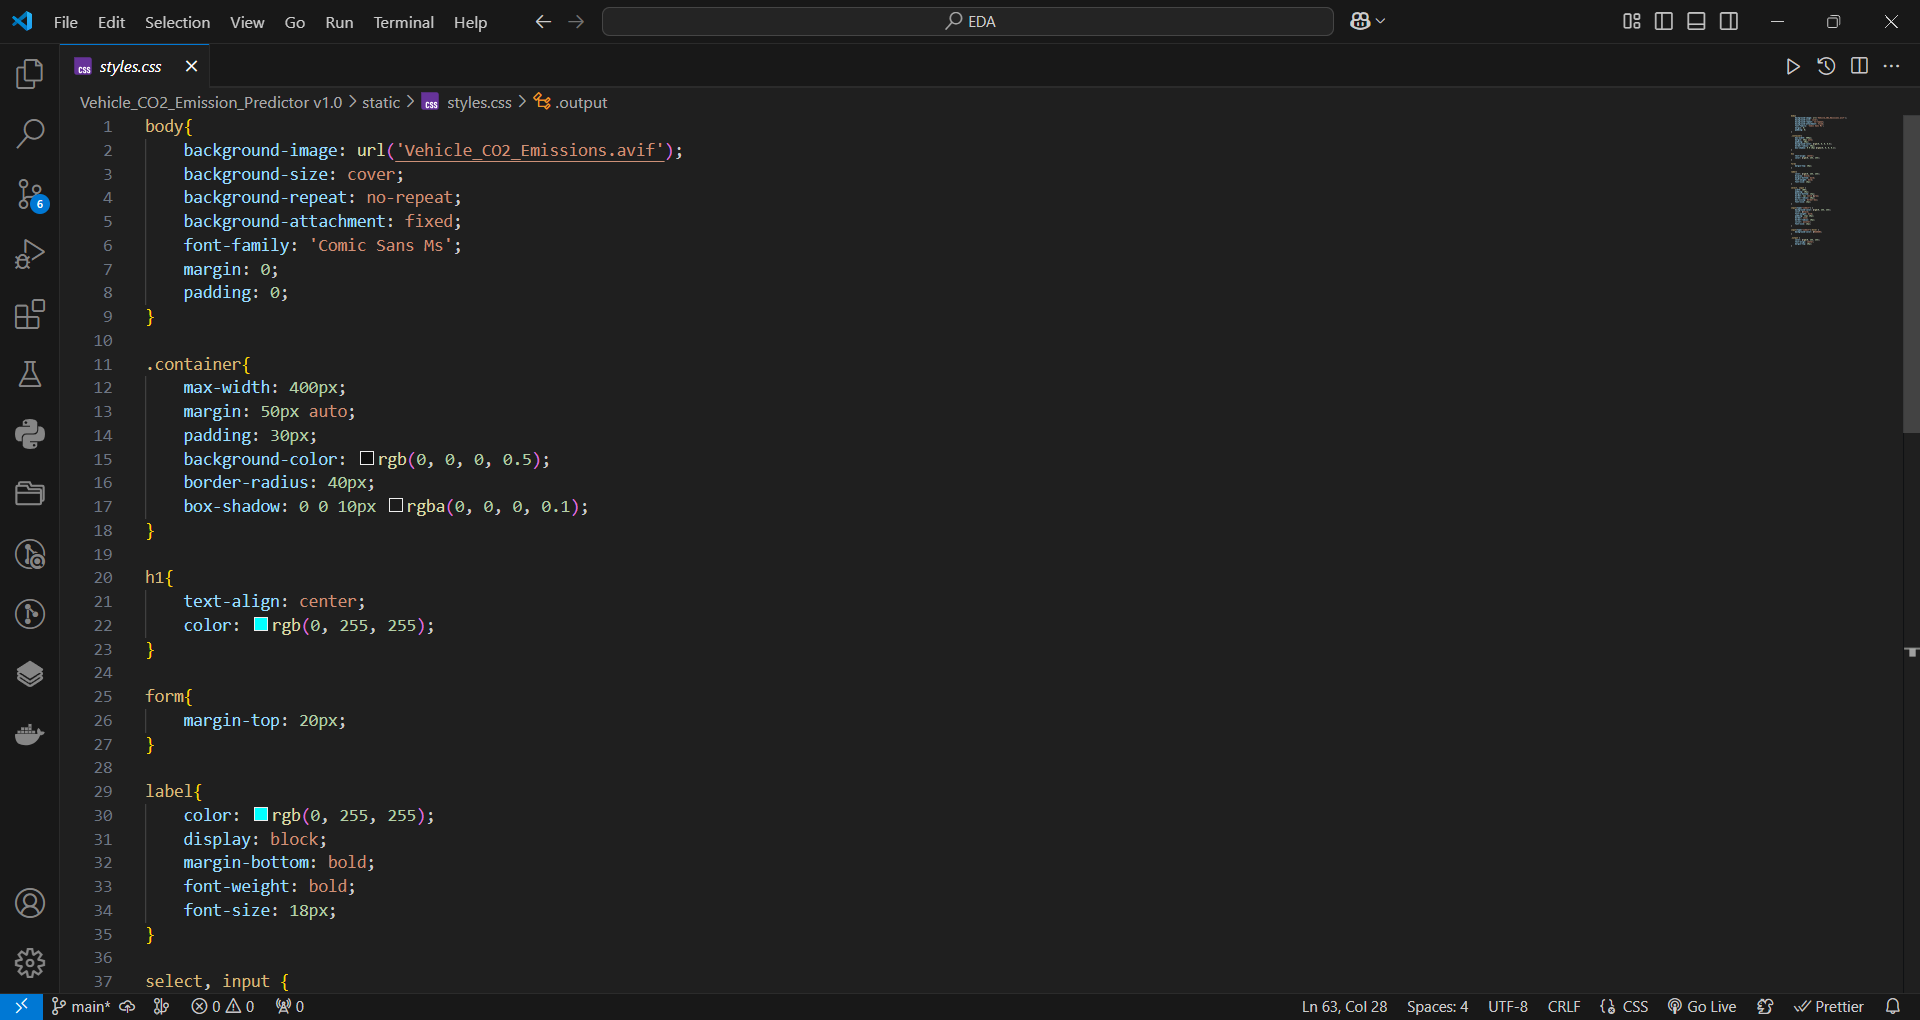 File Edit Selection View Go Run Terminal Help EDA
styles.css
Vehicle_CO2_Emission_Predictor v1.0 > static > styles.css > .output
1 body{
2 background-image: url('Vehicle_CO2_Emissions.avif');
3 background-size: cover;
4 background-repeat: no-repeat;
5 background-attachment: fixed;
6 font-family: 'Comic Sans Ms';
7 margin: 0;
8 padding: 0;
9 }
10
11 .container{
12 max-width: 400px;
13 margin: 50px auto;
14 padding: 30px;
15 background-color: rgb(0, 0, 0, 0.5);
16 border-radius: 40px;
17 box-shadow: 0 0 10px rgba(0, 0, 0, 0.1);
18 }
19
20 h1{
21 text-align: center;
22 color: rgb(0, 255, 255);
23 }
24
25 form{
26 margin-top: 20px;
27 }
28
29 label{
30 color: rgb(0, 255, 255);
31 display: block;
32 margin-bottom: bold;
33 font-weight: bold;
34 font-size: 18px;
35 }
36
37 select, input {
6
main* 0 0 0 Ln 63, Col 28 Spaces: 4 UTF-8 CRLF CSS Go Live Prettier